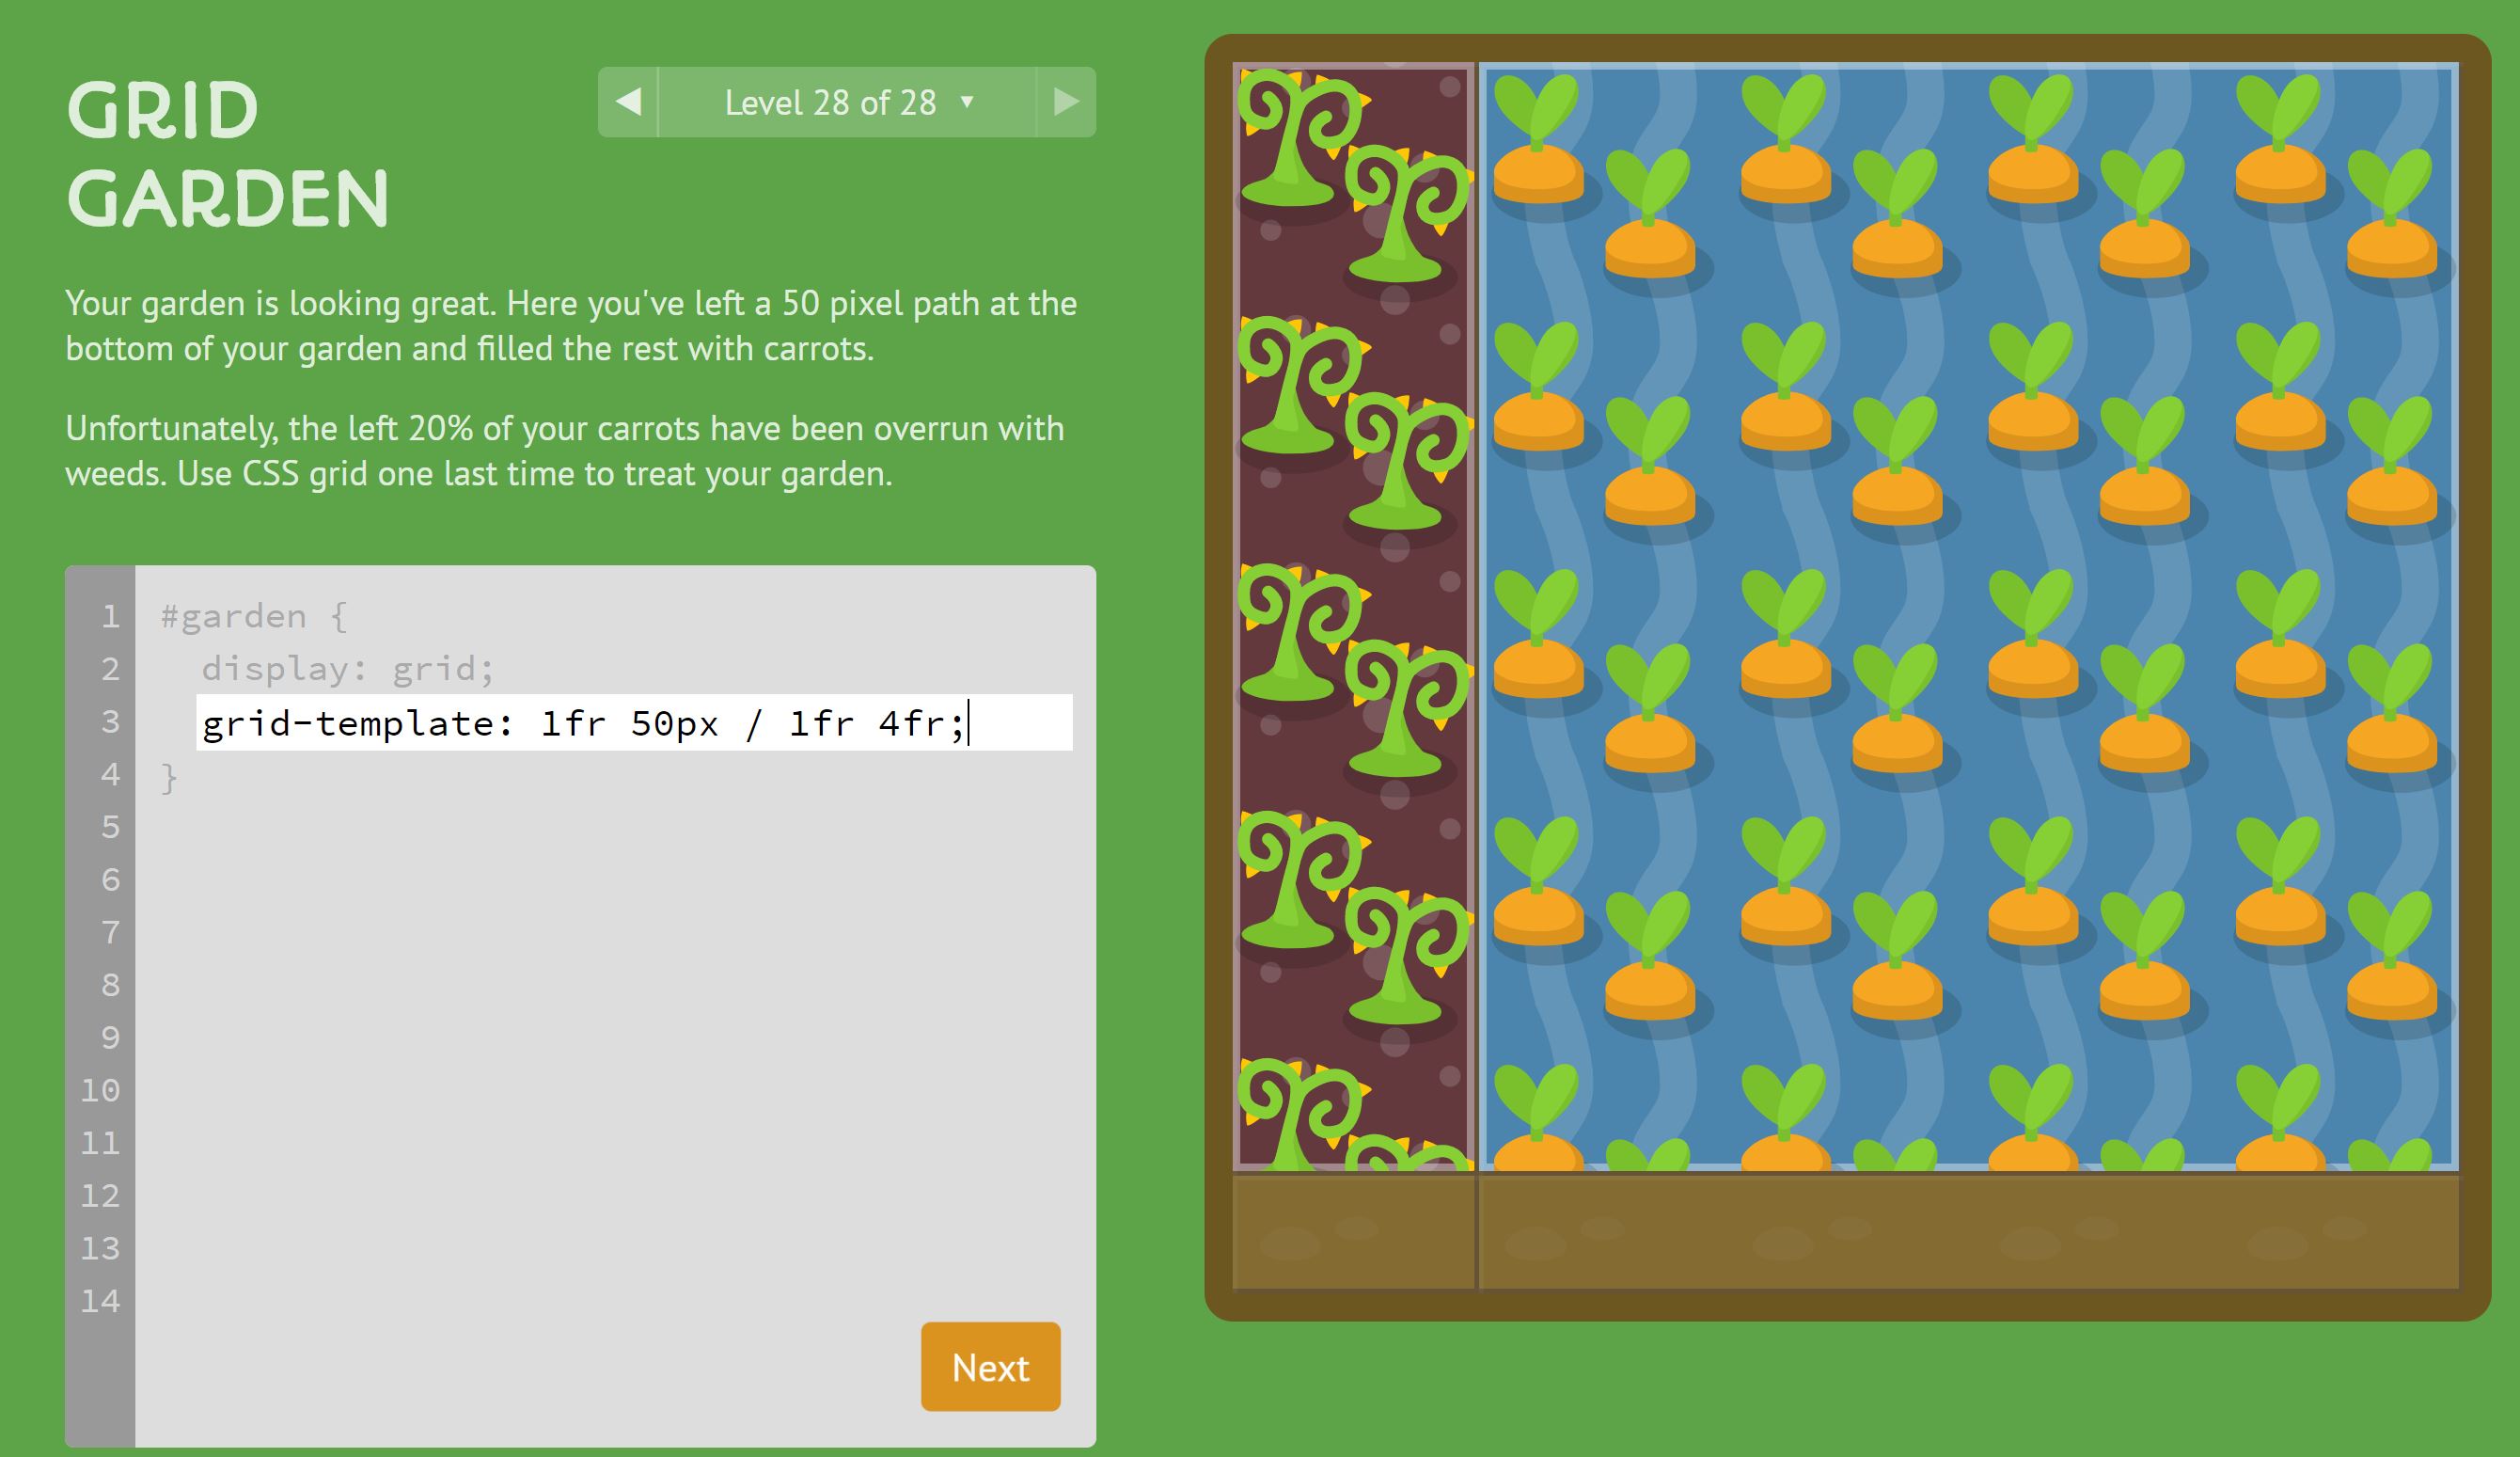 GRID
GARDEN
◀ Level 28 of 28 ▼ ▶
Your garden is looking great. Here you've left a 50 pixel path at the
bottom of your garden and filled the rest with carrots.
Unfortunately, the left 20% of your carrots have been overrun with
weeds. Use CSS grid one last time to treat your garden.
1 #garden {
2 display: grid;
3 grid-template: 1fr 50px / 1fr 4fr;
4 }
5
6
7
8
9
10
11
12
13
14
Next